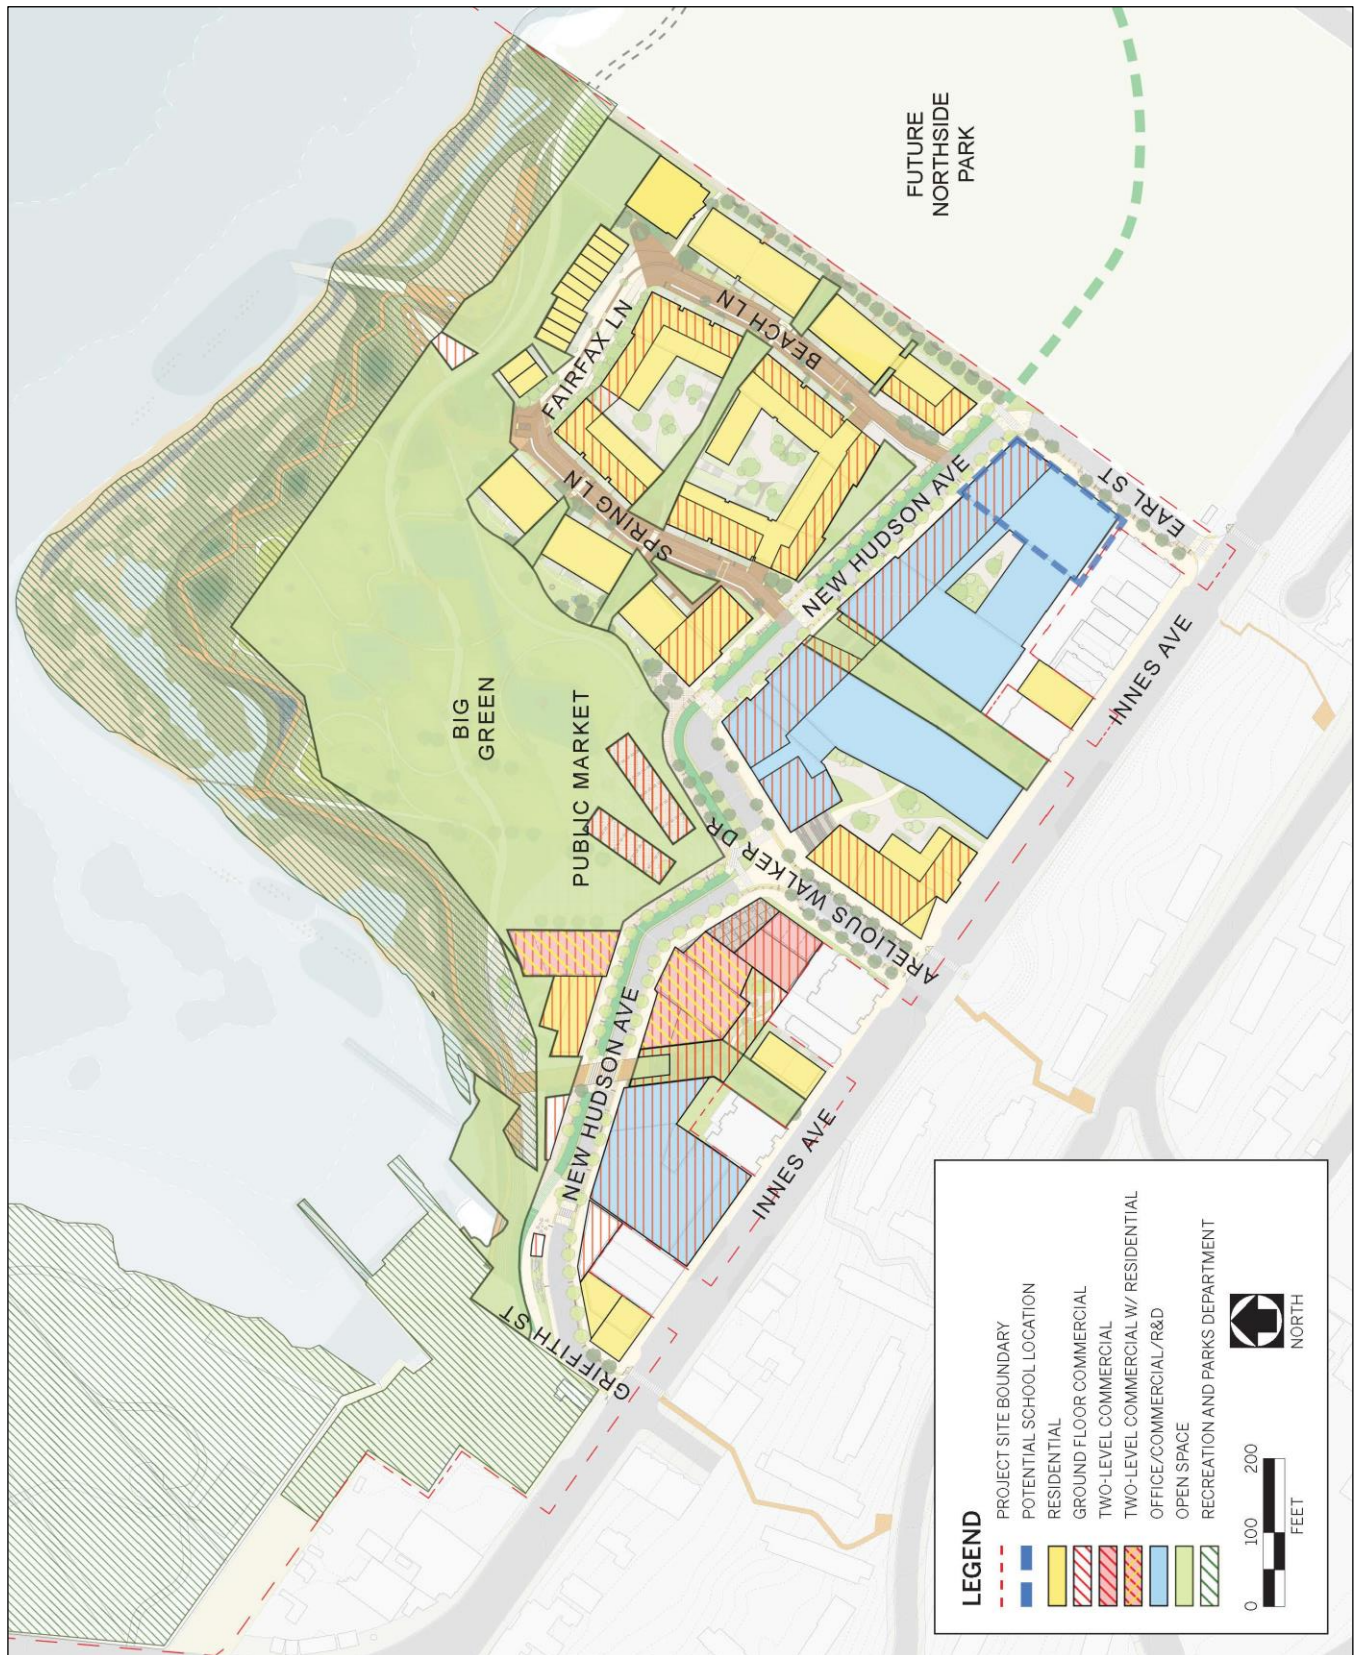 FUTURE
NORTHSIDE
PARK
BIG
GREEN
PUBLIC MARKET
FAIRFAX LN
BEACH LN
SPRING LN
NEW HUDSON AVE
EARL ST
INNES AVE
ARELIOUS WALKER DR
NEW HUDSON AVE
INNES AVE
GRIFFITH ST
LEGEND
PROJECT SITE BOUNDARY
POTENTIAL SCHOOL LOCATION
RESIDENTIAL
GROUND FLOOR COMMERCIAL
TWO-LEVEL COMMERCIAL
TWO-LEVEL COMMERCIAL W/ RESIDENTIAL
OFFICE/COMMERCIAL/R&D
OPEN SPACE
RECREATION AND PARKS DEPARTMENT
0 100 200
FEET
NORTH